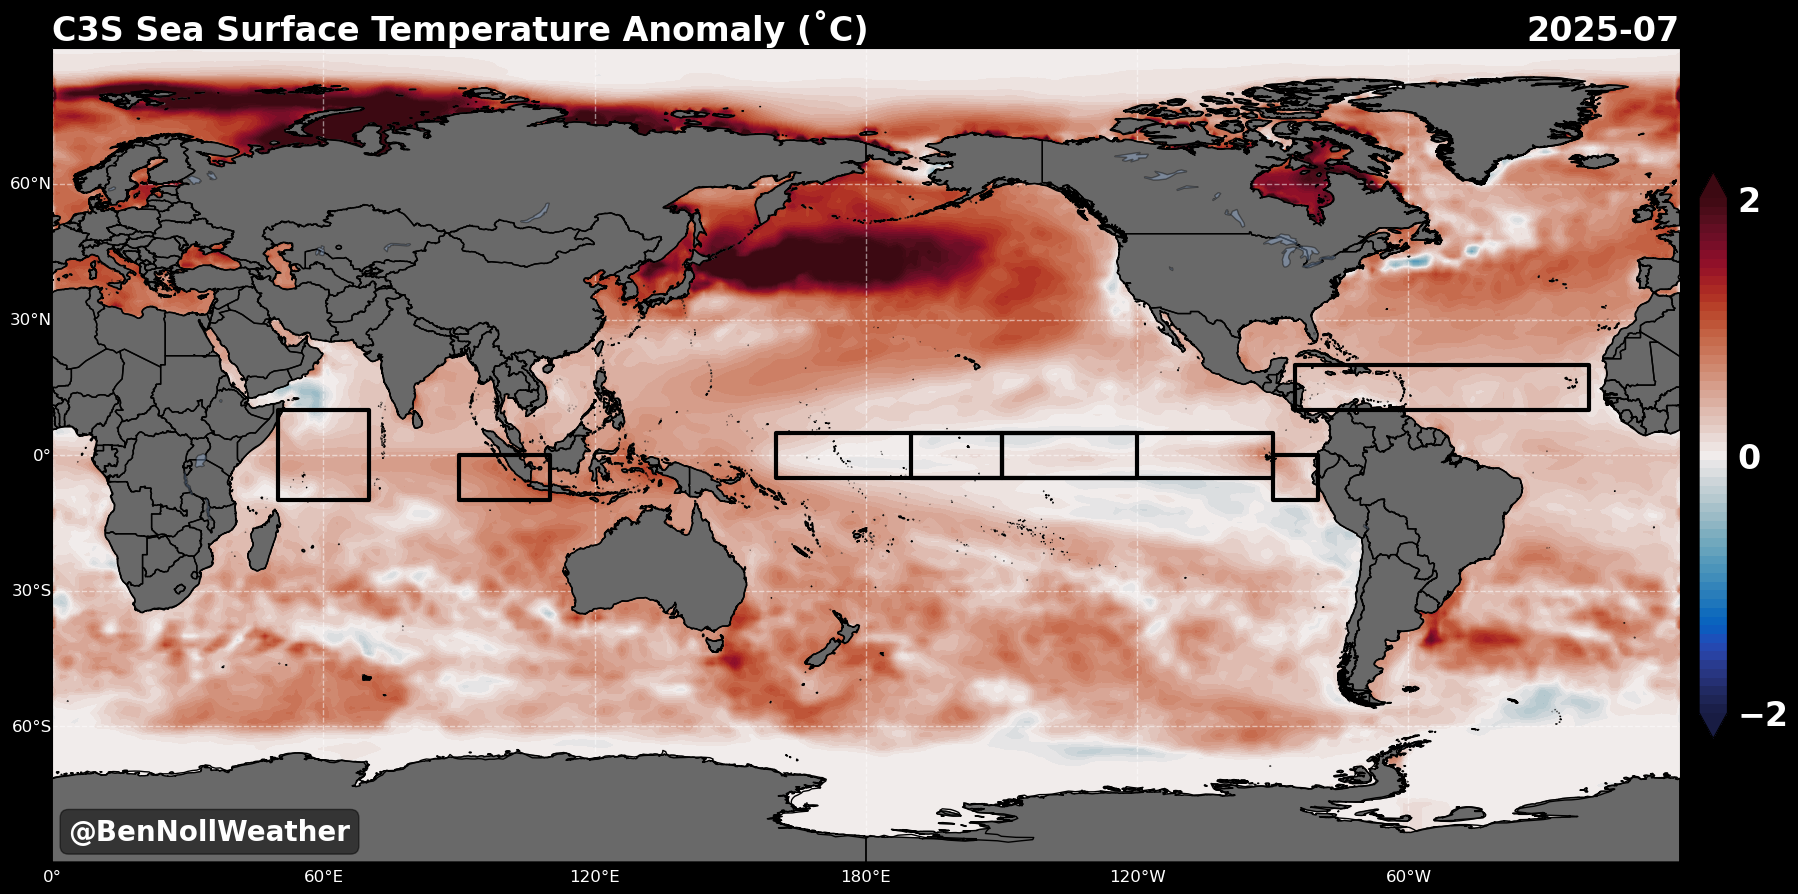 C3S Sea Surface Temperature Anomaly (˚C)
2025-07
60°N
30°N
0°
30°S
60°S
0°
60°E
120°E
180°E
120°W
60°W
2
0
−2
@BenNollWeather